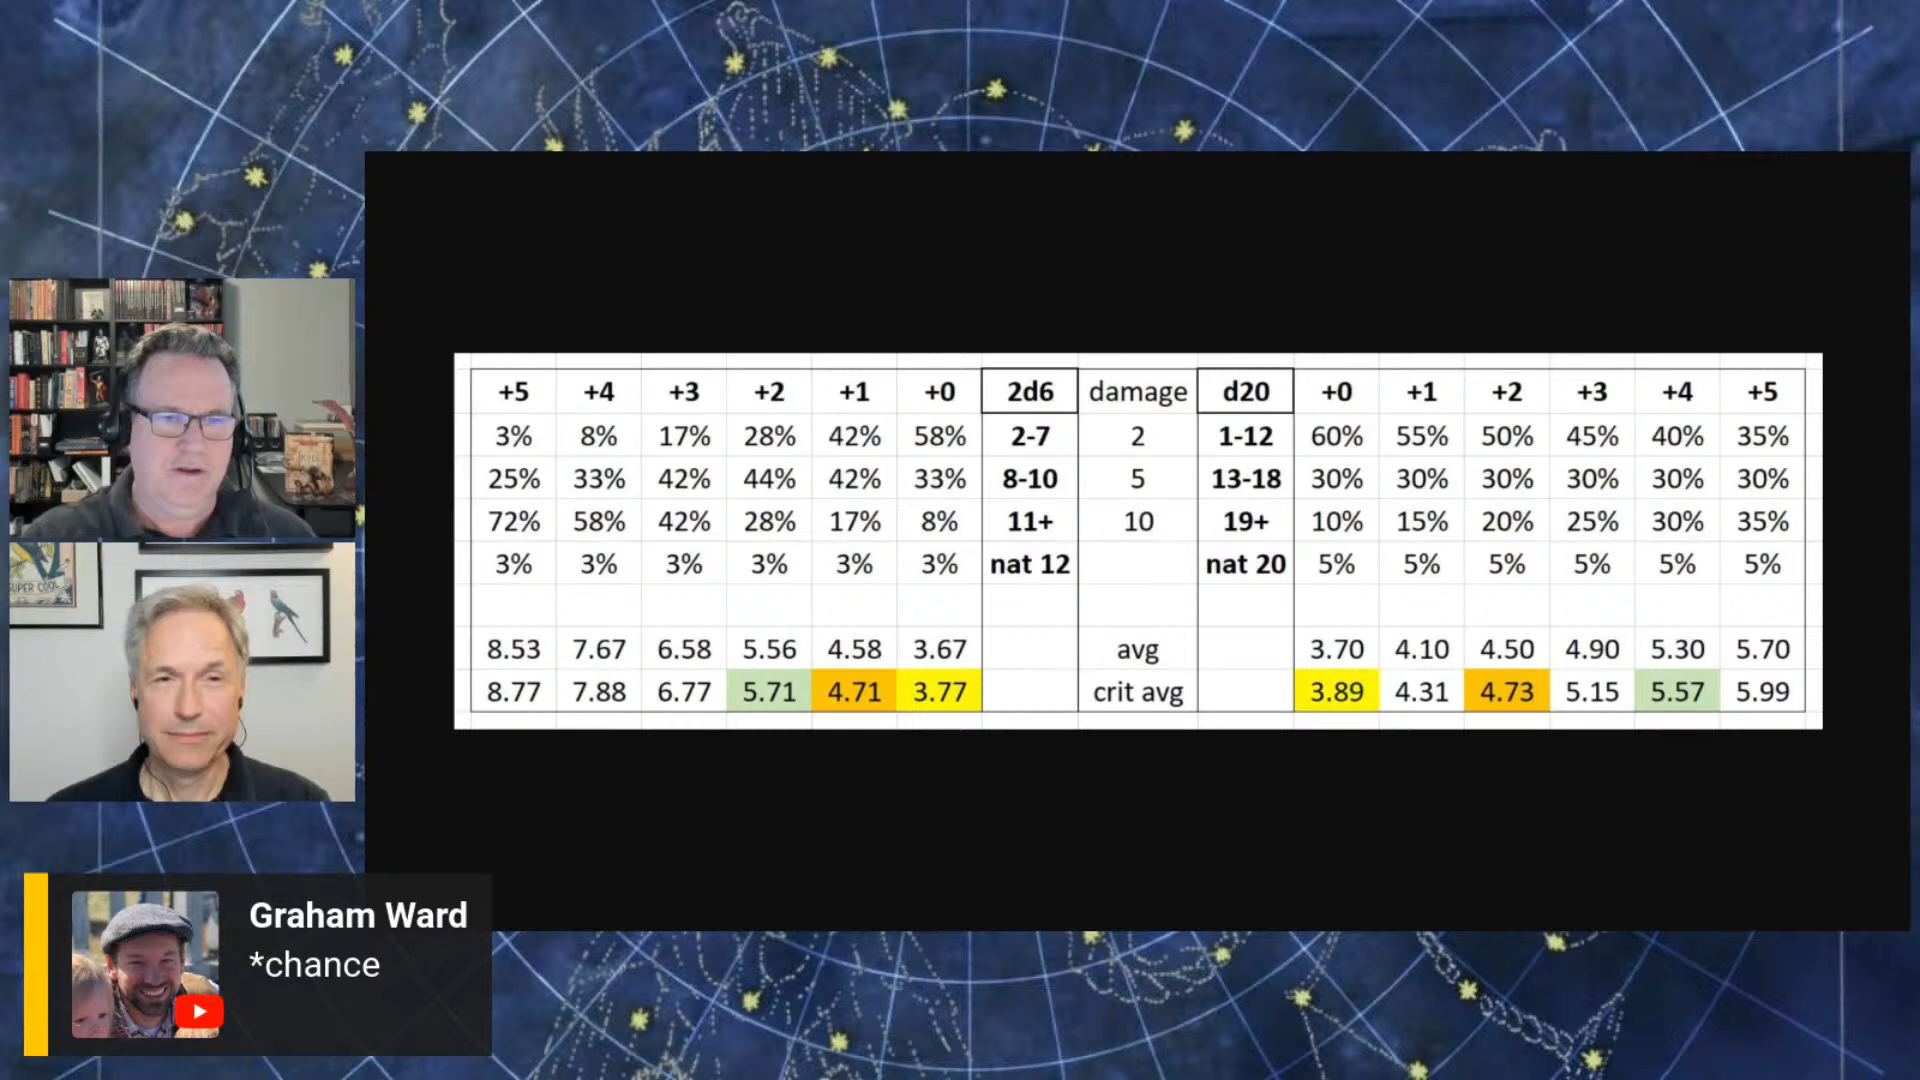 +5 +4 +3 +2 +1 +0 2d6 damage d20 +0 +1 +2 +3 +4 +5
3% 8% 17% 28% 42% 58% 2-7 2 1-12 60% 55% 50% 45% 40% 35%
25% 33% 42% 44% 42% 33% 8-10 5 13-18 30% 30% 30% 30% 30% 30%
72% 58% 42% 28% 17% 8% 11+ 10 19+ 10% 15% 20% 25% 30% 35%
3% 3% 3% 3% 3% 3% nat 12 nat 20 5% 5% 5% 5% 5% 5%
8.53 7.67 6.58 5.56 4.58 3.67 avg 3.70 4.10 4.50 4.90 5.30 5.70
8.77 7.88 6.77 5.71 4.71 3.77 crit avg 3.89 4.31 4.73 5.15 5.57 5.99
SUPER COOL
Graham Ward
*chance